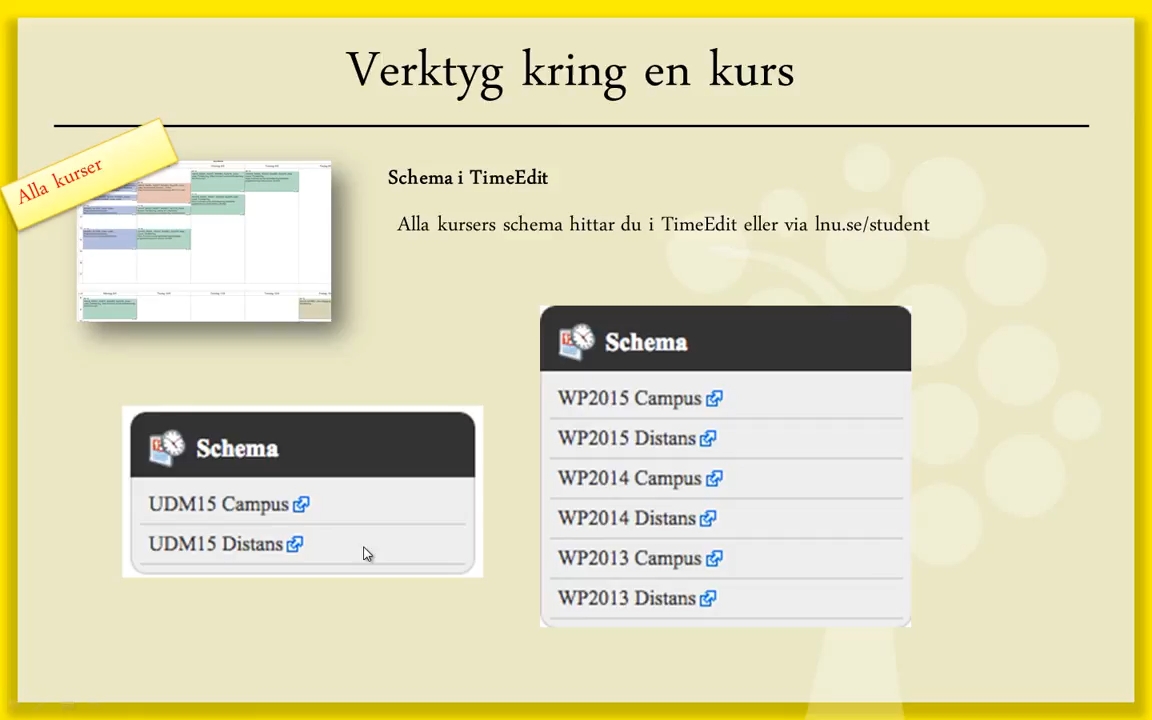 Verktyg kring en kurs
Alla kurser
Schema i TimeEdit
Alla kursers schema hittar du i TimeEdit eller via lnu.se/student
Schema
UDM15 Campus
UDM15 Distans
Schema
WP2015 Campus
WP2015 Distans
WP2014 Campus
WP2014 Distans
WP2013 Campus
WP2013 Distans